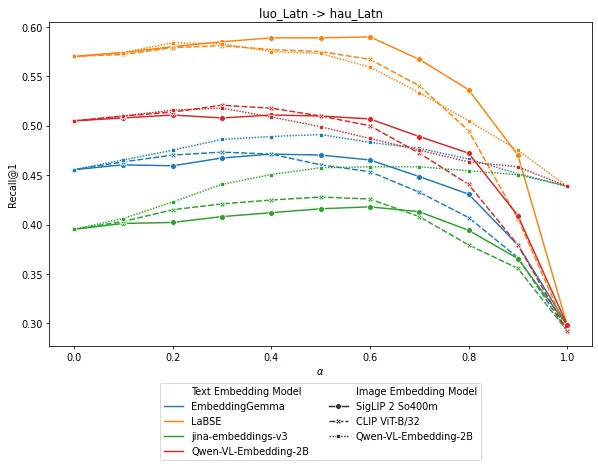 luo_Latn -> hau_Latn
0.60
0.55
0.50
0.45
0.40
0.35
0.30
Recall@1
0.0 0.2 0.4 0.6 0.8 1.0
α
Text Embedding Model Image Embedding Model
EmbeddingGemma SigLIP 2 So400m
LaBSE CLIP ViT-B/32
jina-embeddings-v3 Qwen-VL-Embedding-2B
Qwen-VL-Embedding-2B